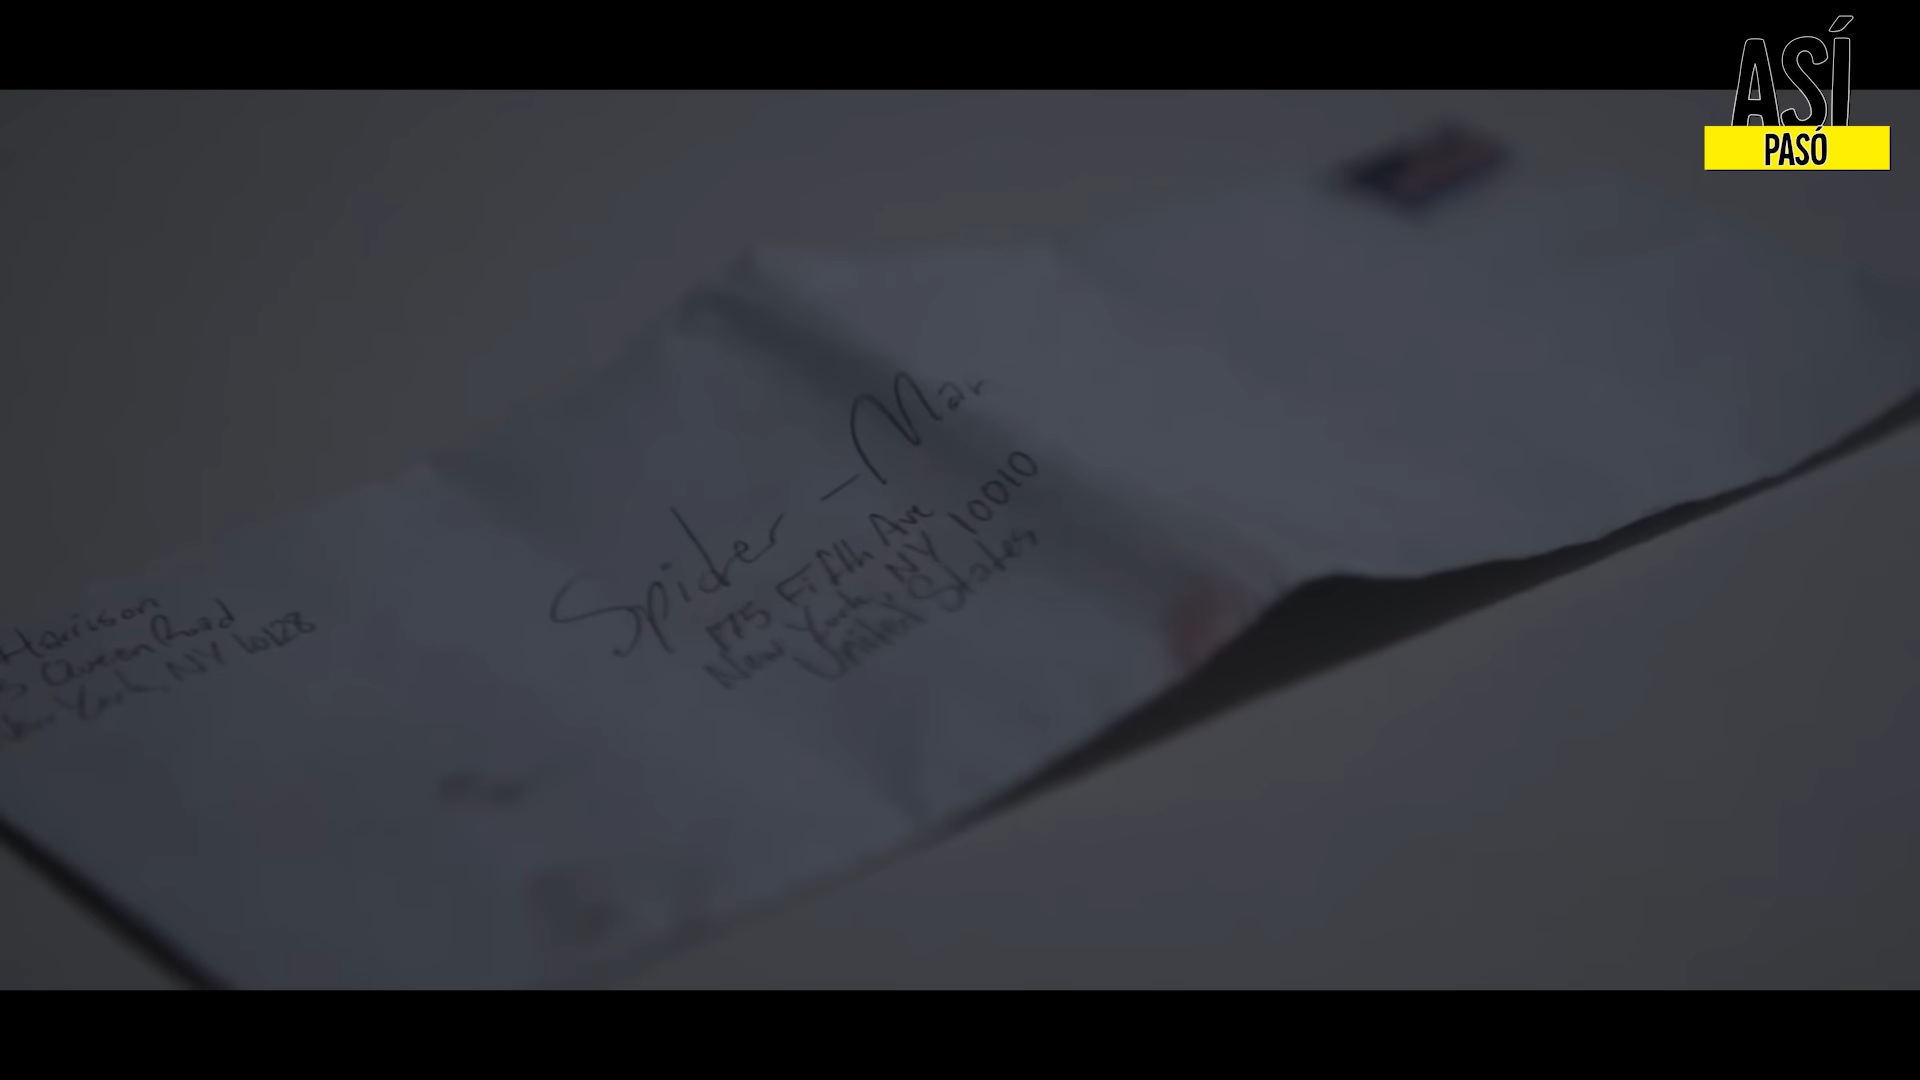 ASÍ
PASÓ
Harrison
Queen Road
York, NY 10128
Spider-Man
175 Fifth Ave
New York, NY 10010
United States